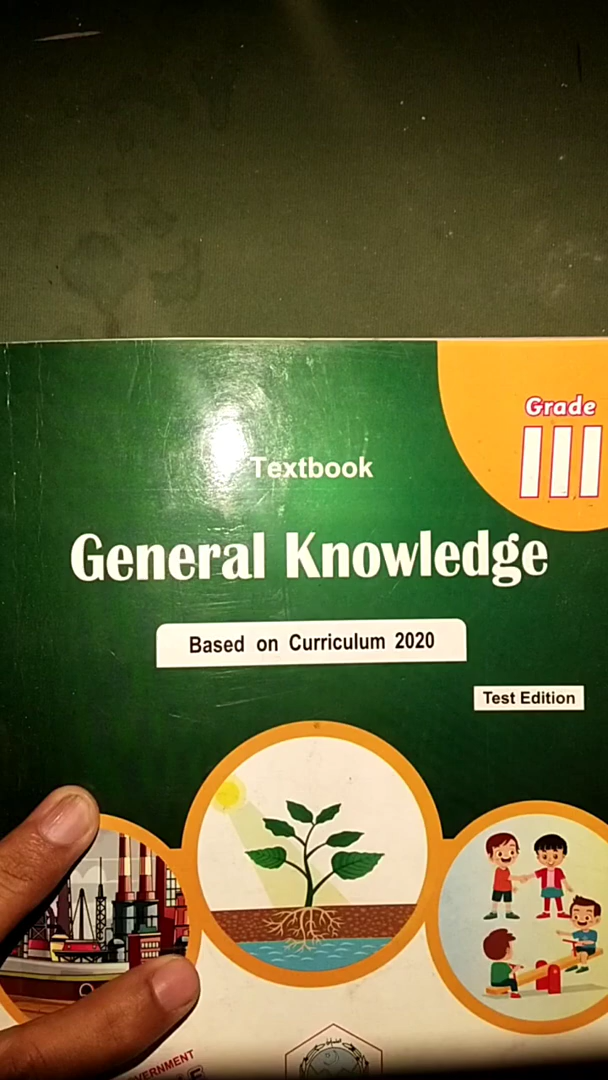 Grade
III
Textbook
General Knowledge
Based on Curriculum 2020
Test Edition